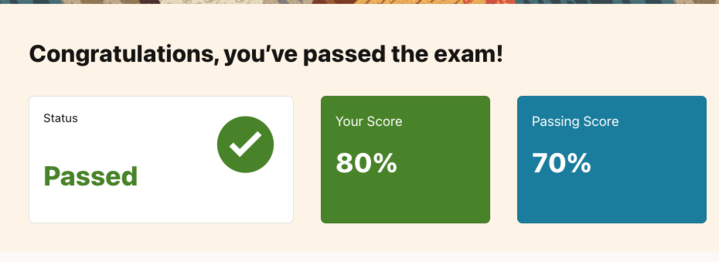 Congratulations, you've passed the exam!
Status
Passed
Your Score
80%
Passing Score
70%